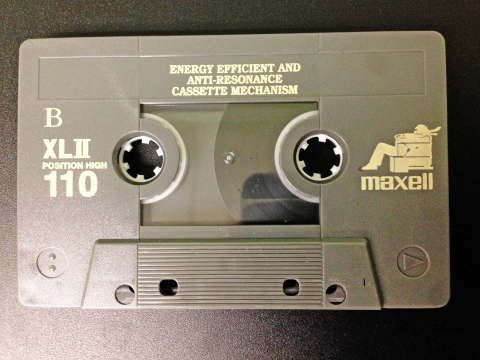 ENERGY EFFICIENT AND
ANTI-RESONANCE
CASSETTE MECHANISM
B
XLII
POSITION HIGH
110
maxell